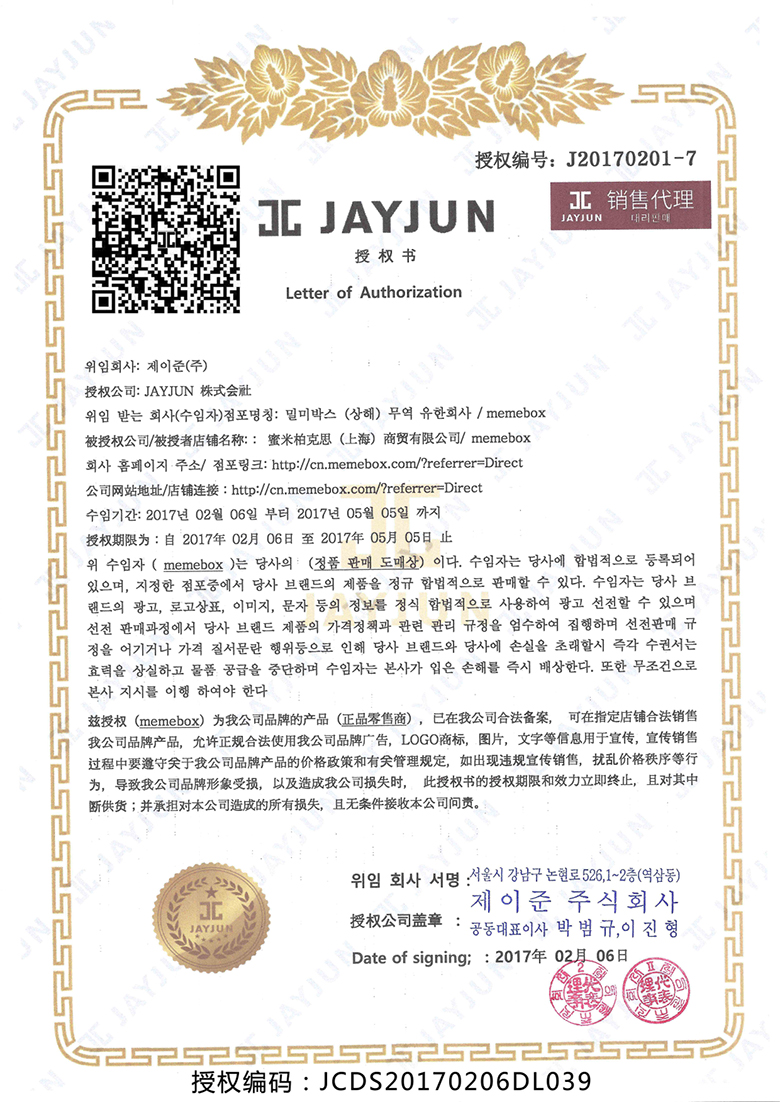 授权编号: J20170201-7
JAYJUN
JAYJUN
销售代理
대리판매
授权书
Letter of Authorization
위임회사: 제이준(주)
授权公司: JAYJUN 株式会社
위임 받는 회사(수임자)점포명칭: 밀미박스 (상해) 무역 유한회사 / memebox
被授权公司/被授者店铺名称: : 蜜米柏克思 (上海) 商贸有限公司/ memebox
회사 홈페이지 주소/ 점포링크: http://cn.memebox.com/?referrer=Direct
公司网站地址/店铺连接 : http://cn.memebox.com/?referrer=Direct
수임기간: 2017년 02월 06일 부터 2017년 05월 05일 까지
授权期限为 : 自 2017年 02月 06日 至 2017年 05月 05日 止
위 수임자 ( memebox )는 당사의 (정품 판매 도매상) 이다. 수임자는 당사에 합법적으로 등록되어
있으며, 지정한 점포중에서 당사 브랜드의 제품을 정규 합법적으로 판매할 수 있다. 수임자는 당사 브
랜드의 광고, 로고상표, 이미지, 문자 등의 정보를 정식 합법적으로 사용하여 광고 선전할 수 있으며
선전 판매과정에서 당사 브랜드 제품의 가격정책과 관련 관리 규정을 엄수하여 집행하며 선전판매 규
정을 어기거나 가격 질서문란 행위등으로 인해 당사 브랜드와 당사에 손실을 초래할시 즉각 수권서는
효력을 상실하고 물품 공급을 중단하며 수임자는 본사가 입은 손해를 즉시 배상한다. 또한 무조건으로
본사 지시를 이행 하여야 한다
兹授权 (memebox) 为我公司品牌的产品 (正品零售商) , 已在我公司合法备案, 可在指定店铺合法销售
我公司品牌产品, 允许正规合法使用我公司品牌广告, LOGO商标, 图片, 文字等信息用于宣传, 宣传销售
过程中要遵守关于我公司品牌产品的价格政策和有关管理规定, 如出现违规宣传销售, 扰乱价格秩序等行
为, 导致我公司品牌形象受损, 以及造成我公司损失时, 此授权书的授权期限和效力立即终止, 且对其中
断供货 ; 并承担对本公司造成的所有损失, 且无条件接收本公司问责。
위임 회사 서명 : 서울시 강남구 논현로 526,1~2층(역삼동)
제이준 주식회사
授权公司盖章 : 공동대표이사 박 범 규, 이 진 형
Date of signing; : 2017年 02月 06日
JAYJUN
授权编码：JCDS20170206DL039